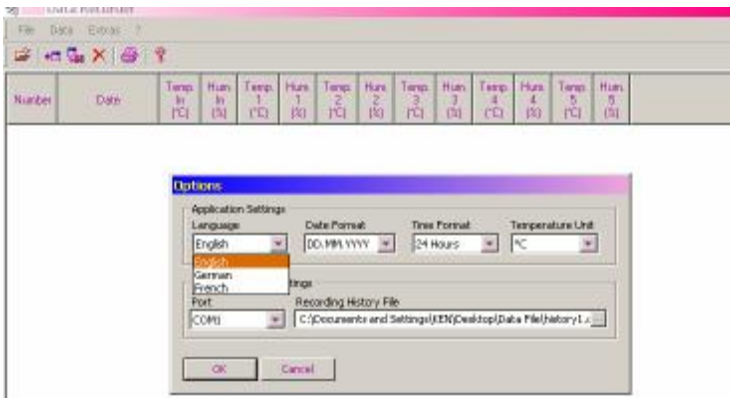 Data Recorder
File Data Extras ?
Number Date Temp. In (°C) Hum. In (%) Temp. 1 (°C) Hum. 1 (%) Temp. 2 (°C) Hum. 2 (%) Temp. 3 (°C) Hum. 3 (%) Temp. 4 (°C) Hum. 4 (%) Temp. 5 (°C) Hum. 5 (%)
Options
Application Settings
Language Date Format Time Format Temperature Unit
English DD.MM.YYYY 24 Hours °C
English
German
French
Port Recording History File
COM1 C:\Documents and Settings\KEN\Desktop\Data File\history1.
OK Cancel